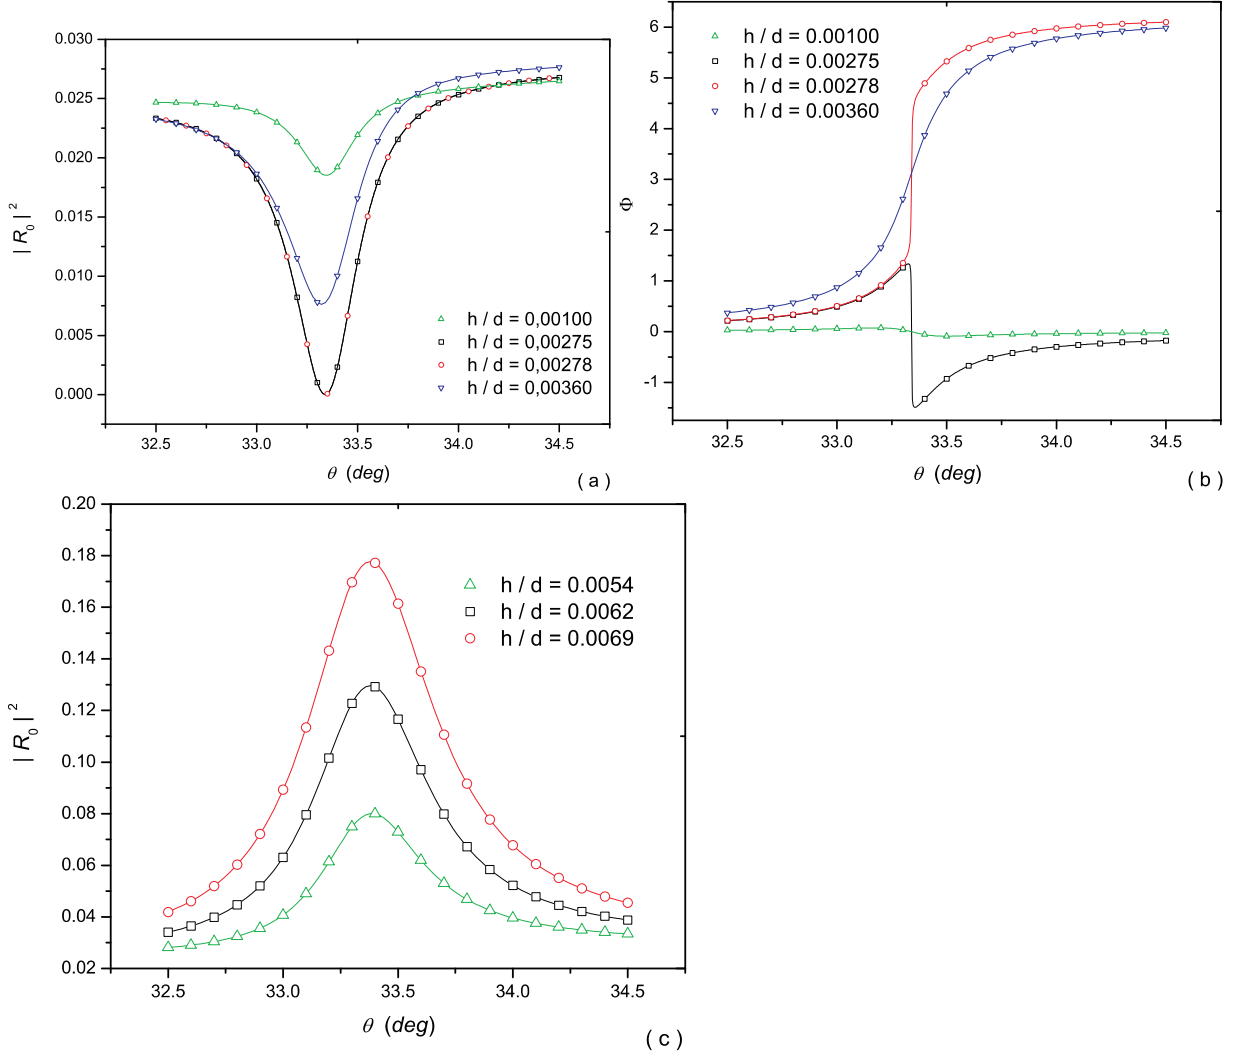 0.030
0.025
0.020
0.015
0.010
0.005
0.000
| R0 | 2
h / d = 0,00100
h / d = 0,00275
h / d = 0,00278
h / d = 0,00360
32.5 33.0 33.5 34.0 34.5
θ (deg)
( a )
6
5
4
3
2
1
0
-1
Φ
h / d = 0.00100
h / d = 0.00275
h / d = 0.00278
h / d = 0.00360
32.5 33.0 33.5 34.0 34.5
θ (deg)
( b )
0.20
0.18
0.16
0.14
0.12
0.10
0.08
0.06
0.04
0.02
| R0 | 2
h / d = 0.0054
h / d = 0.0062
h / d = 0.0069
32.5 33.0 33.5 34.0 34.5
θ (deg)
( c )